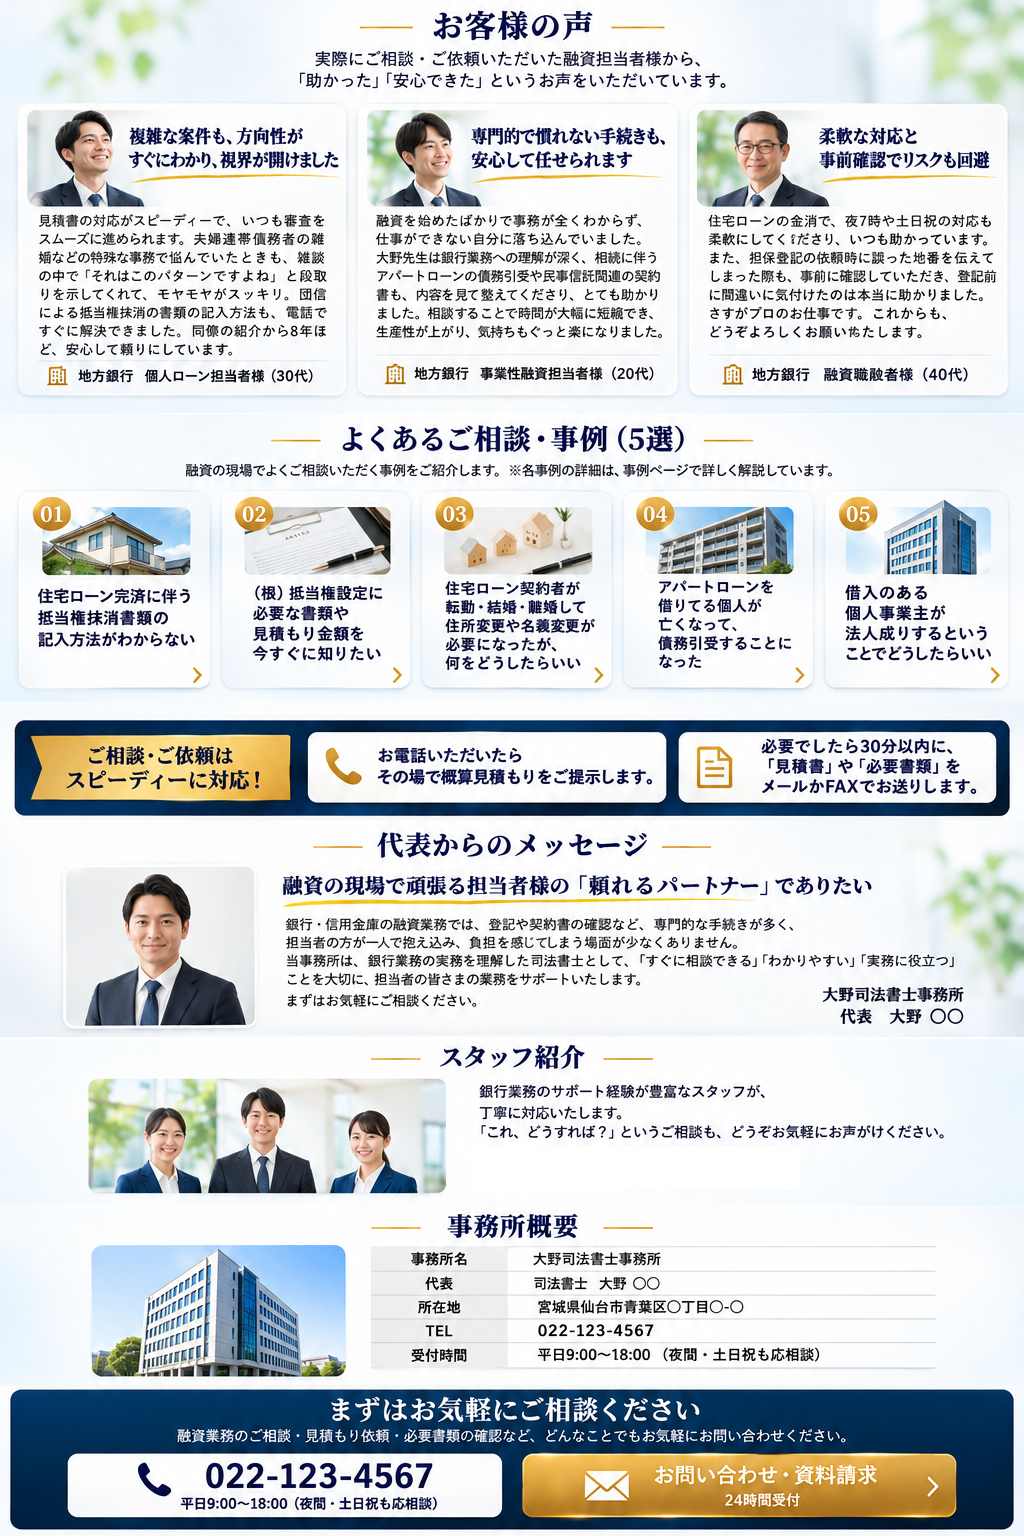 お客様の声
実際にご相談・ご依頼いただいた融資担当者様から、
「助かった」「安心できた」というお声をいただいています。
複雑な案件も、方向性が
すぐにわかり、視界が開けました
見積書の対応がスピーディーで、いつも審査を
スムーズに進められます。夫婦連帯債務者の離
婚などの特殊な事務で悩んでいたときも、雑談
の中で「それはこのパターンですよね」と段取
りを示してくれて、モヤモヤがスッキリ。団信
による抵当権抹消の書類の記入方法も、電話で
すぐに解決できました。同僚の紹介から8年ほ
ど、安心して頼りにしています。
地方銀行 個人ローン担当者様（30代）
専門的で慣れない手続きも、
安心して任せられます
融資を始めたばかりで事務が全くわからず、
仕事ができない自分に落ち込んでいました。
大野先生は銀行業務への理解が深く、相続に伴う
アパートローンの債務引受や民事信託関連の契約
書も、内容を見て整えてくださり、とても助かり
ました。相談することで時間が大幅に短縮でき、
生産性が上がり、気持ちもぐっと楽になりました。
地方銀行 事業性融資担当者様（20代）
柔軟な対応と
事前確認でリスクも回避
住宅ローンの金消で、夜7時や土日祝の対応も
柔軟にしてださり、いつも助かっています。
また、担保登記の依頼時に誤った地番を伝えて
しまった際も、事前に確認していただき、登記前
に間違いに気付けたのは本当に助かりました。
さすがプロのお仕事です。これからも、
どうぞよろしくお願いたします。
地方銀行 融資職者様（40代）
よくあるご相談・事例（5選）
融資の現場でよくご相談いただく事例をご紹介します。※各事例の詳細は、事例ページで詳しく解説しています。
01
住宅ローン完済に伴う
抵当権抹消書類の
記入方法がわからない
02
（根）抵当権設定に
必要な書類や
見積もり金額を
今すぐに知りたい
03
住宅ローン契約者が
転勤・結婚・離婚して
住所変更や名義変更が
必要になったが、
何をどうしたらいい
04
アパートローンを
借りてる個人が
亡くなって、
債務引受することに
なった
05
借入のある
個人事業主が
法人成りするという
ことでどうしたらいい
ご相談・ご依頼は
スピーディーに対応！
お電話いただいたら
その場で概算見積もりをご提示します。
必要でしたら30分以内に、
「見積書」や「必要書類」を
メールかFAXでお送りします。
代表からのメッセージ
融資の現場で頑張る担当者様の「頼れるパートナー」でありたい
銀行・信用金庫の融資業務では、登記や契約書の確認など、専門的な手続きが多く、
担当者の方が一人で抱え込み、負担を感じてしまう場面が少なくありません。
当事務所は、銀行業務の実務を理解した司法書士として、「すぐに相談できる」「わかりやすい」「実務に役立つ」
ことを大切に、担当者の皆さまの業務をサポートいたします。
まずはお気軽にご相談ください。
大野司法書士事務所
代表 大野 〇〇
スタッフ紹介
銀行業務のサポート経験が豊富なスタッフが、
丁寧に対応いたします。
「これ、どうすれば？」というご相談も、どうぞお気軽にお声がけください。
事務所概要
事務所名 大野司法書士事務所
代表 司法書士 大野 〇〇
所在地 宮城県仙台市青葉区〇丁目〇-〇
TEL 022-123-4567
受付時間 平日9:00〜18:00（夜間・土日祝も応相談）
まずはお気軽にご相談ください
融資業務のご相談・見積もり依頼・必要書類の確認など、どんなことでもお気軽にお問い合わせください。
022-123-4567
平日9:00〜18:00（夜間・土日祝も応相談）
お問い合わせ・資料請求
24時間受付